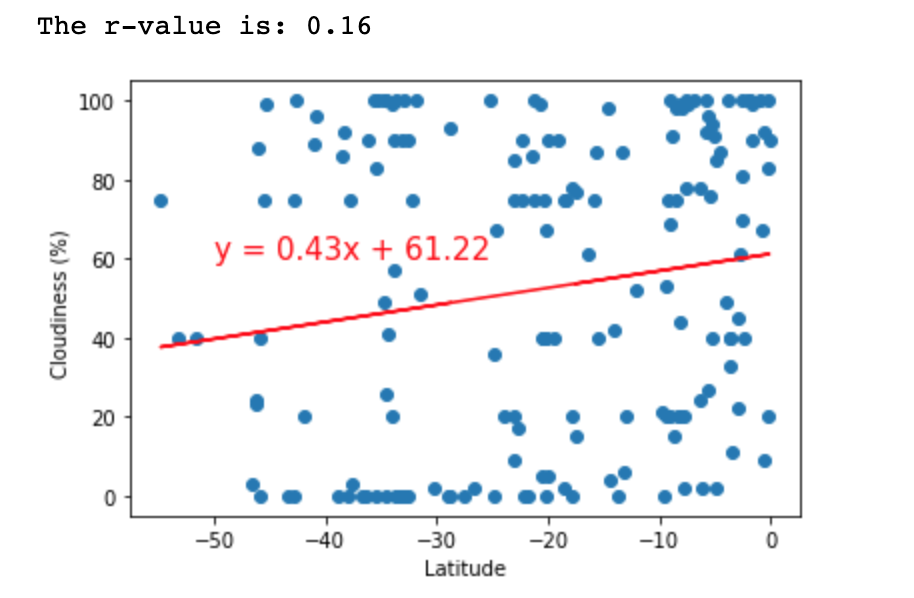 The r-value is: 0.16
100
80
60
40
20
0
Cloudiness (%)
y = 0.43x + 61.22
−50 −40 −30 −20 −10 0
Latitude